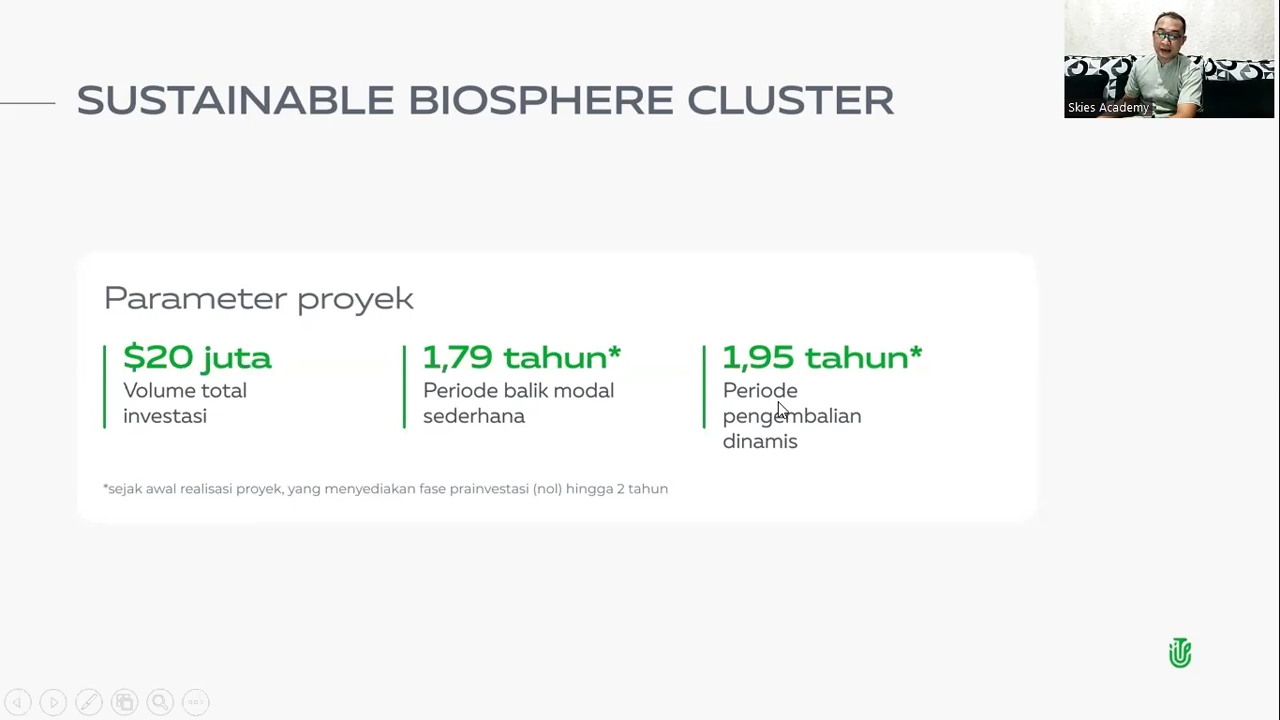 SUSTAINABLE BIOSPHERE CLUSTER
Skies Academy
Parameter proyek
$20 juta
Volume total
investasi
1,79 tahun*
Periode balik modal
sederhana
1,95 tahun*
Periode
pengembalian
dinamis
*sejak awal realisasi proyek, yang menyediakan fase prainvestasi (nol) hingga 2 tahun